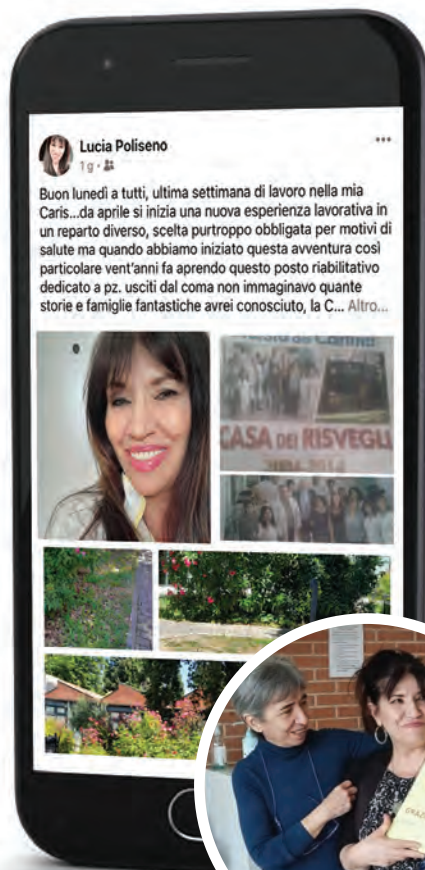 Lucia Poliseno
1 g
Buon lunedì a tutti, ultima settimana di lavoro nella mia
Caris...da aprile si inizia una nuova esperienza lavorativa in
un reparto diverso, scelta purtroppo obbligata per motivi di
salute ma quando abbiamo iniziato questa avventura così
particolare vent'anni fa aprendo questo posto riabilitativo
dedicato a pz. usciti dal coma non immaginavo quante
storie e famiglie fantastiche avrei conosciuto, la C... Altro...
CASA DEI RISVEGLI